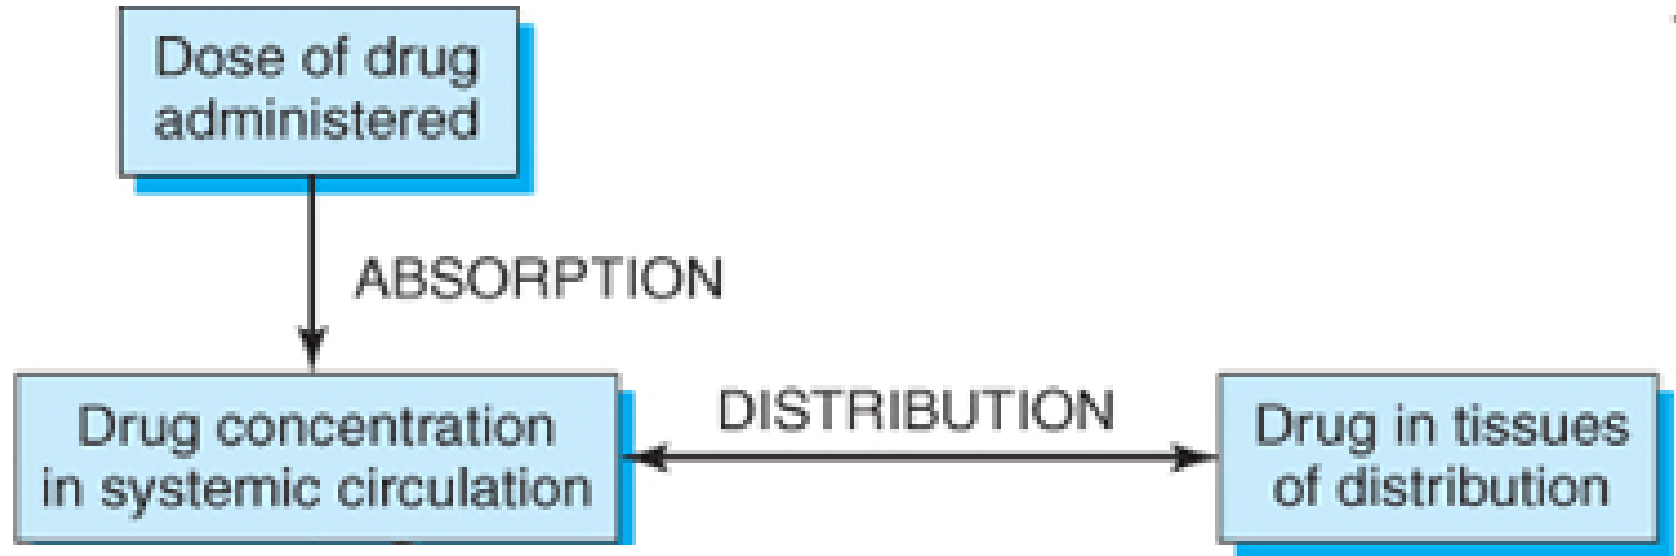 Dose of drug
administered
ABSORPTION
Drug concentration
in systemic circulation
DISTRIBUTION
Drug in tissues
of distribution